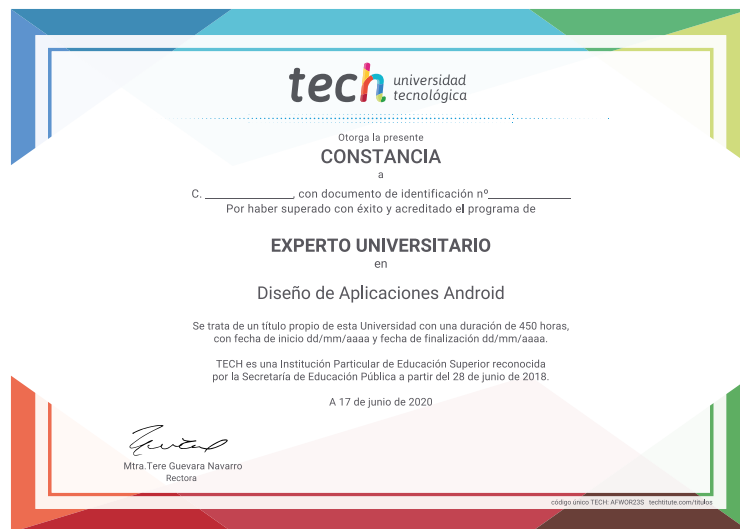 tech universidad
tecnológica
Otorga la presente
CONSTANCIA
a
C. ______________, con documento de identificación nº_____________
Por haber superado con éxito y acreditado el programa de
EXPERTO UNIVERSITARIO
en
Diseño de Aplicaciones Android
Se trata de un título propio de esta Universidad con una duración de 450 horas,
con fecha de inicio dd/mm/aaaa y fecha de finalización dd/mm/aaaa.
TECH es una Institución Particular de Educación Superior reconocida
por la Secretaría de Educación Pública a partir del 28 de junio de 2018.
A 17 de junio de 2020
Mtra.Tere Guevara Navarro
Rectora
código único TECH: AFWOR23S techtitute.com/titulos